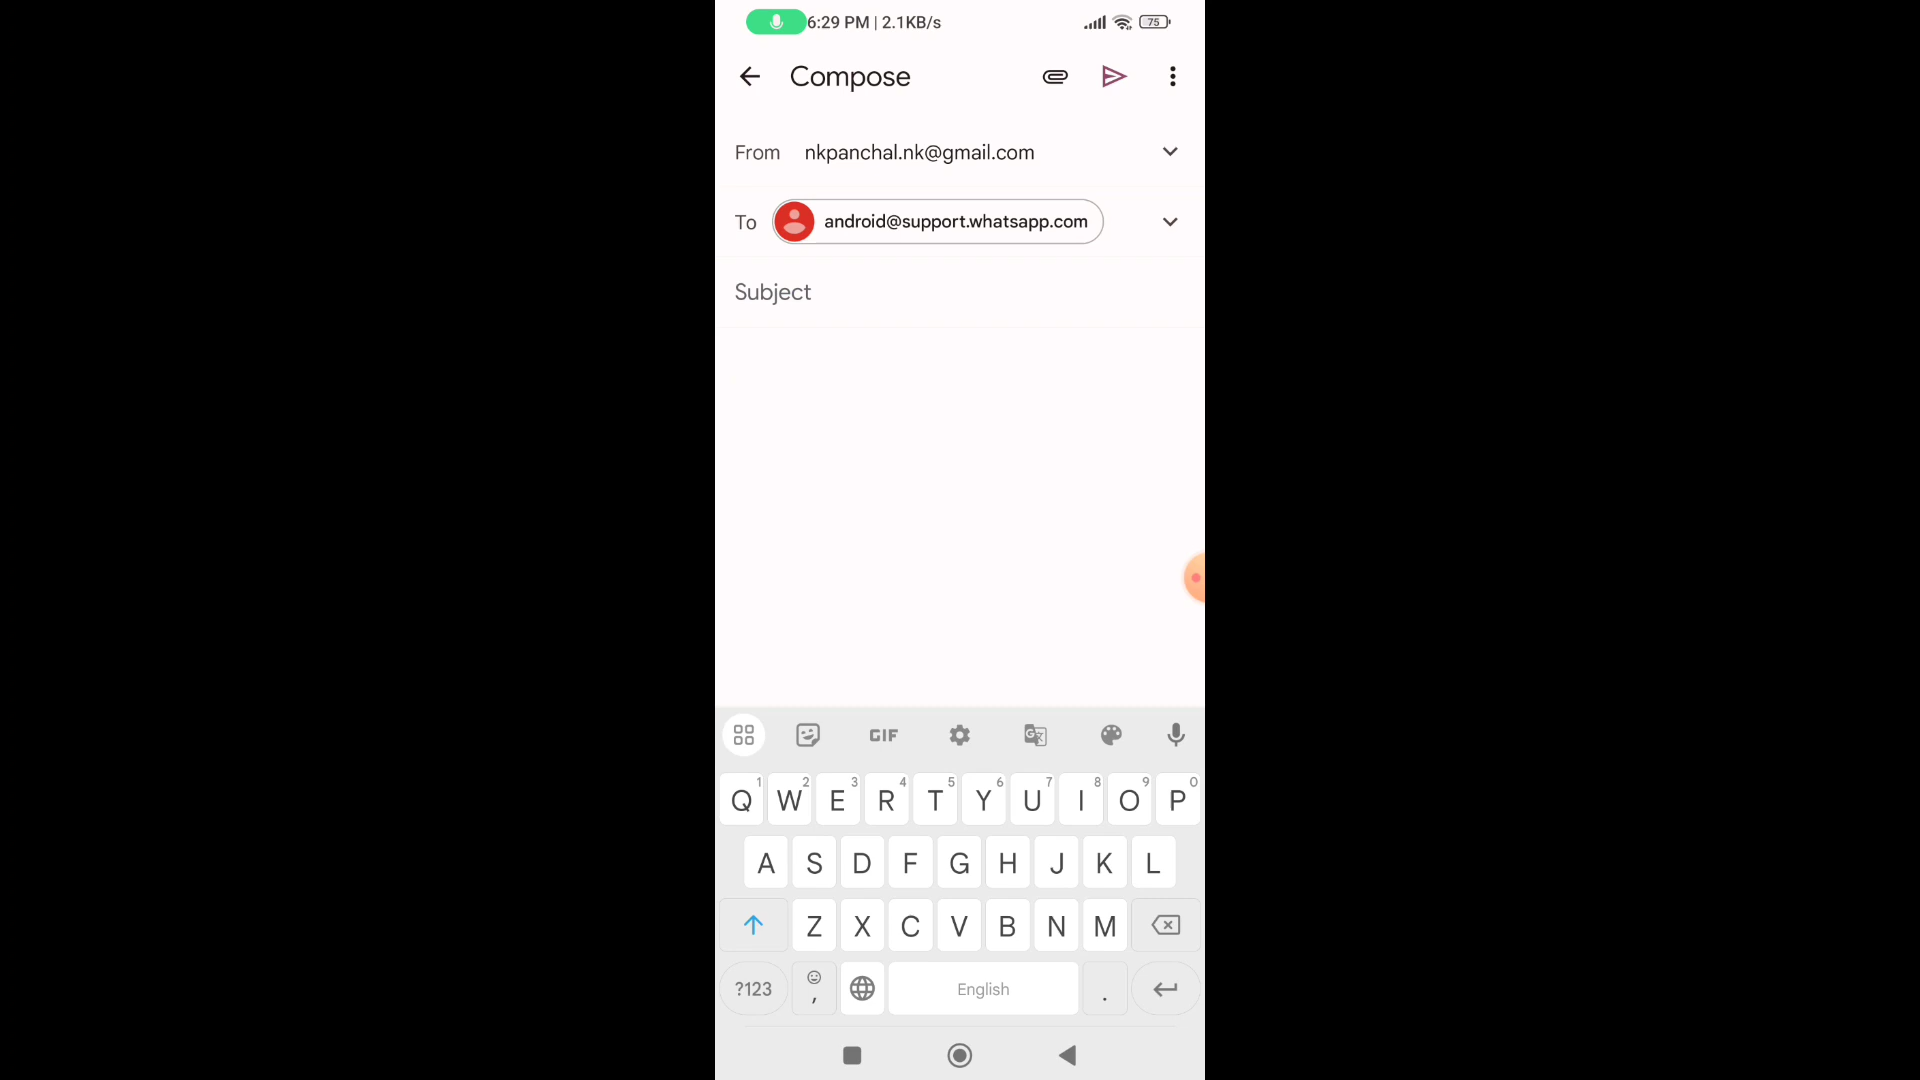 6:29 PM | 2.1KB/s 75
Compose
From nkpanchal.nk@gmail.com
To android@support.whatsapp.com
Subject
GIF
Q 1 W 2 E 3 R 4 T 5 Y 6 U 7 I 8 O 9 P 0
A S D F G H J K L
Z X C V B N M
?123 , English .